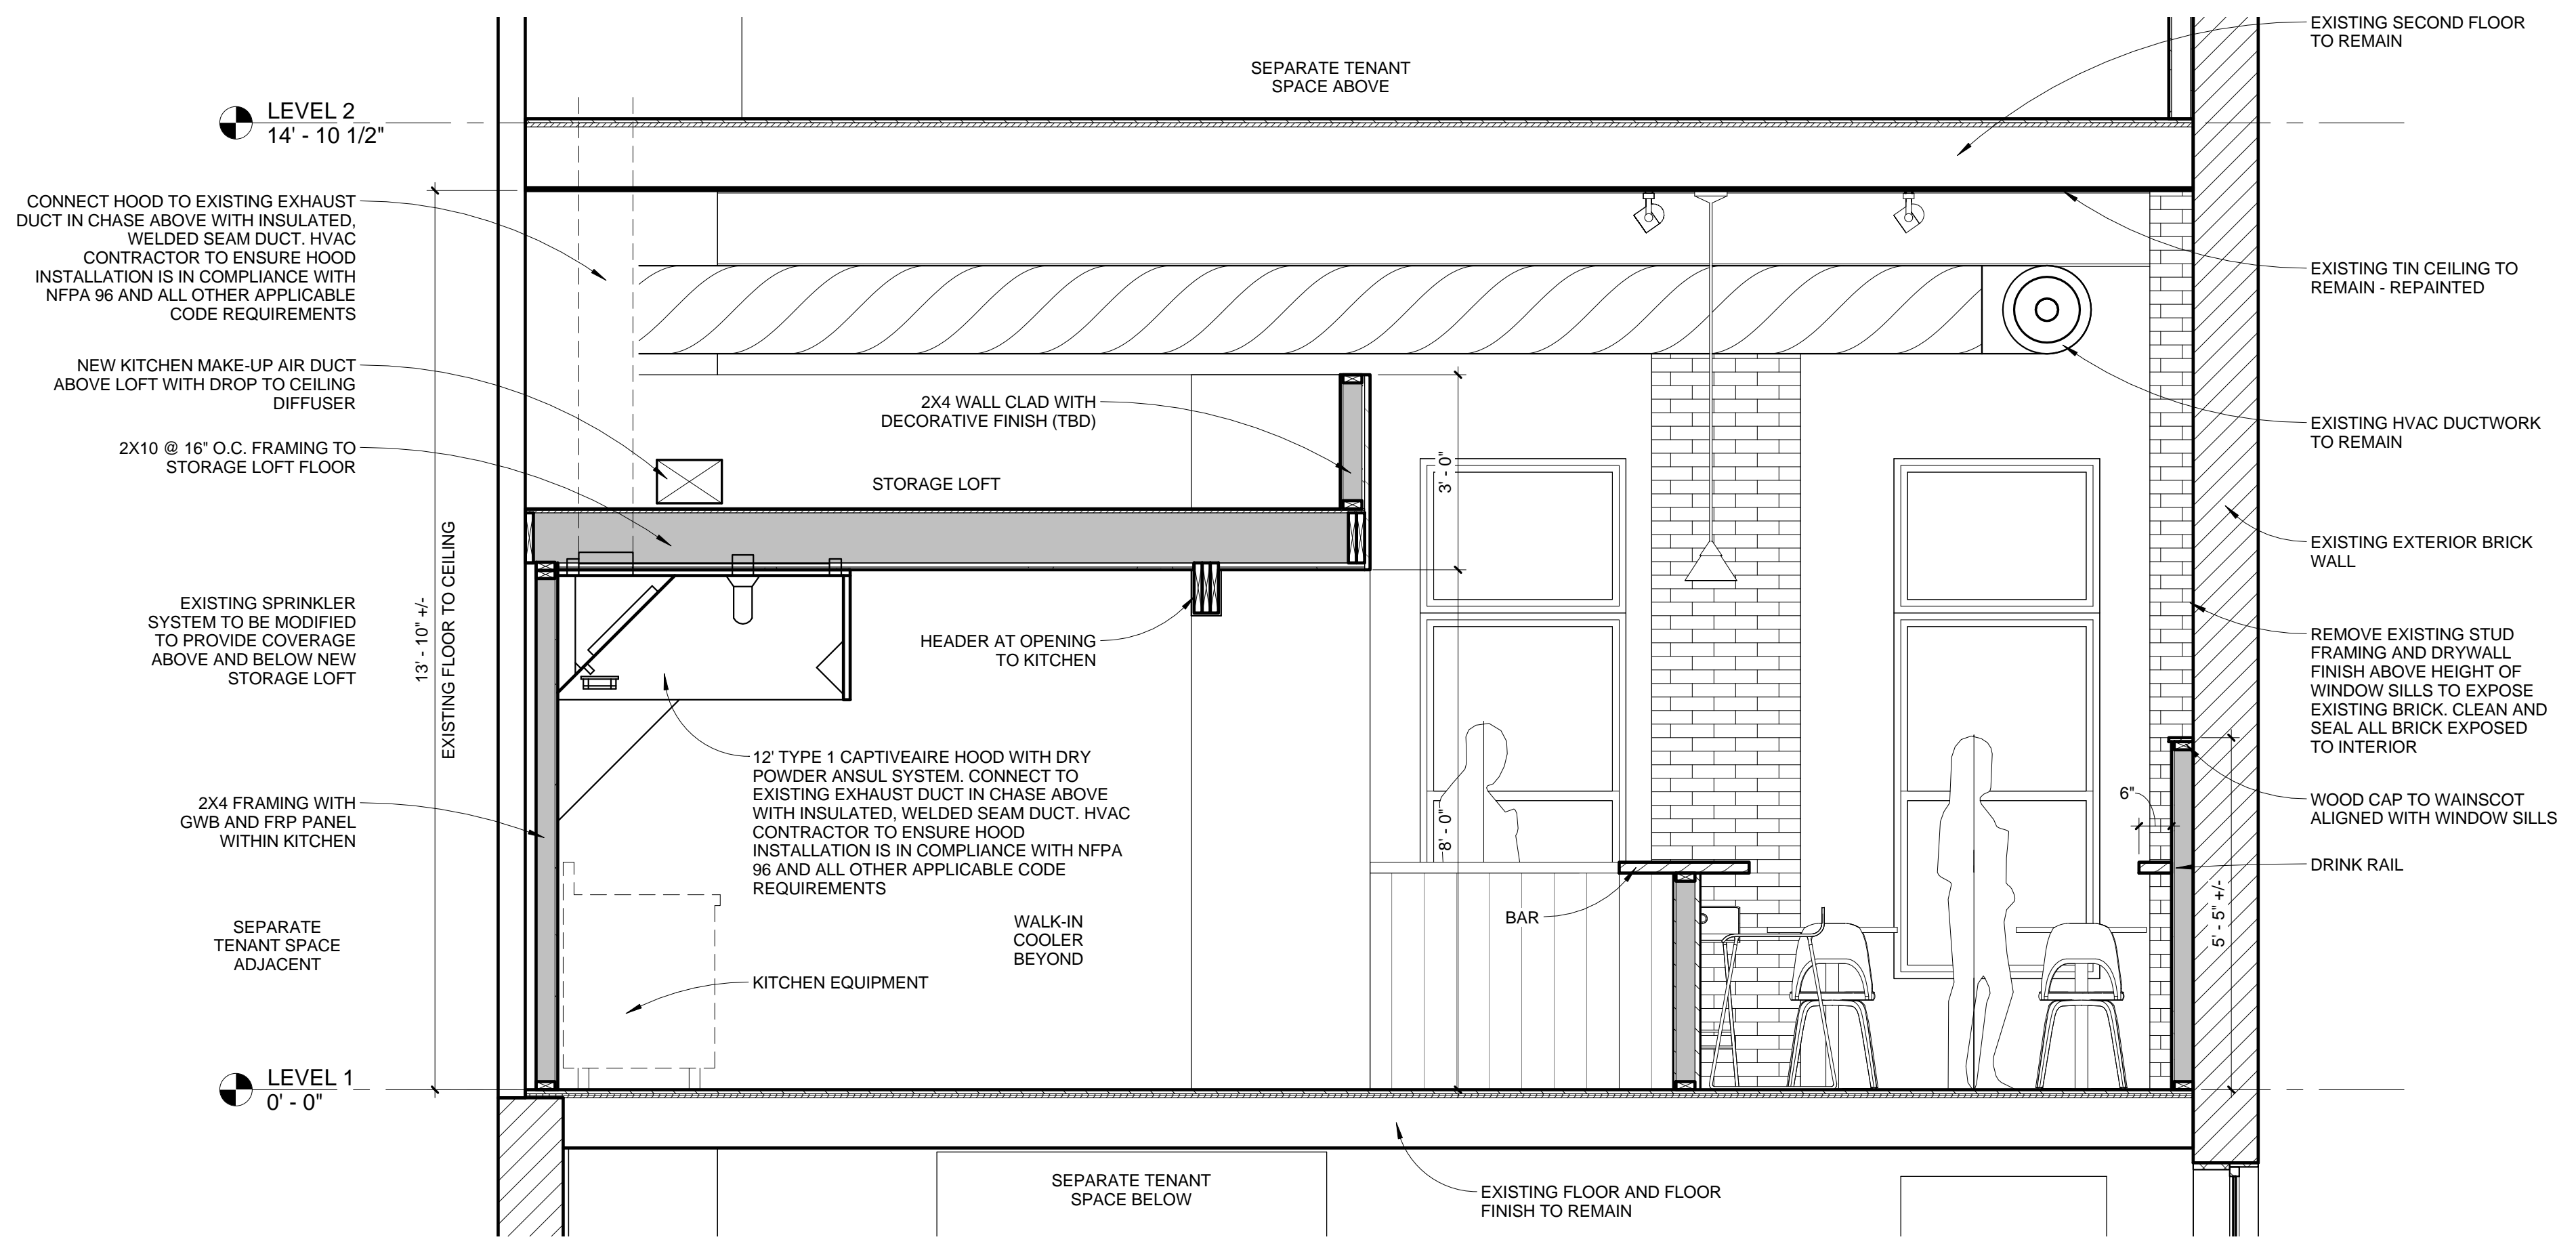 EXISTING SECOND FLOOR
TO REMAIN
SEPARATE TENANT
SPACE ABOVE
LEVEL 2
14' - 10 1/2"
CONNECT HOOD TO EXISTING EXHAUST
DUCT IN CHASE ABOVE WITH INSULATED,
WELDED SEAM DUCT. HVAC
CONTRACTOR TO ENSURE HOOD
INSTALLATION IS IN COMPLIANCE WITH
NFPA 96 AND ALL OTHER APPLICABLE
CODE REQUIREMENTS
EXISTING TIN CEILING TO
REMAIN - REPAINTED
NEW KITCHEN MAKE-UP AIR DUCT
ABOVE LOFT WITH DROP TO CEILING
DIFFUSER
2X4 WALL CLAD WITH
DECORATIVE FINISH (TBD)
EXISTING HVAC DUCTWORK
TO REMAIN
2X10 @ 16" O.C. FRAMING TO
STORAGE LOFT FLOOR
STORAGE LOFT
3' - 0"
EXISTING EXTERIOR BRICK
WALL
13' - 10" +/-
EXISTING FLOOR TO CEILING
EXISTING SPRINKLER
SYSTEM TO BE MODIFIED
TO PROVIDE COVERAGE
ABOVE AND BELOW NEW
STORAGE LOFT
HEADER AT OPENING
TO KITCHEN
REMOVE EXISTING STUD
FRAMING AND DRYWALL
FINISH ABOVE HEIGHT OF
WINDOW SILLS TO EXPOSE
EXISTING BRICK. CLEAN AND
SEAL ALL BRICK EXPOSED
TO INTERIOR
12' TYPE 1 CAPTIVEAIRE HOOD WITH DRY
POWDER ANSUL SYSTEM. CONNECT TO
EXISTING EXHAUST DUCT IN CHASE ABOVE
WITH INSULATED, WELDED SEAM DUCT. HVAC
CONTRACTOR TO ENSURE HOOD
INSTALLATION IS IN COMPLIANCE WITH NFPA
96 AND ALL OTHER APPLICABLE CODE
REQUIREMENTS
2X4 FRAMING WITH
GWB AND FRP PANEL
WITHIN KITCHEN
8' - 0"
6"
WOOD CAP TO WAINSCOT
ALIGNED WITH WINDOW SILLS
DRINK RAIL
5' - 5" +/-
SEPARATE
TENANT SPACE
ADJACENT
WALK-IN
COOLER
BEYOND
BAR
KITCHEN EQUIPMENT
LEVEL 1
0' - 0"
SEPARATE TENANT
SPACE BELOW
EXISTING FLOOR AND FLOOR
FINISH TO REMAIN